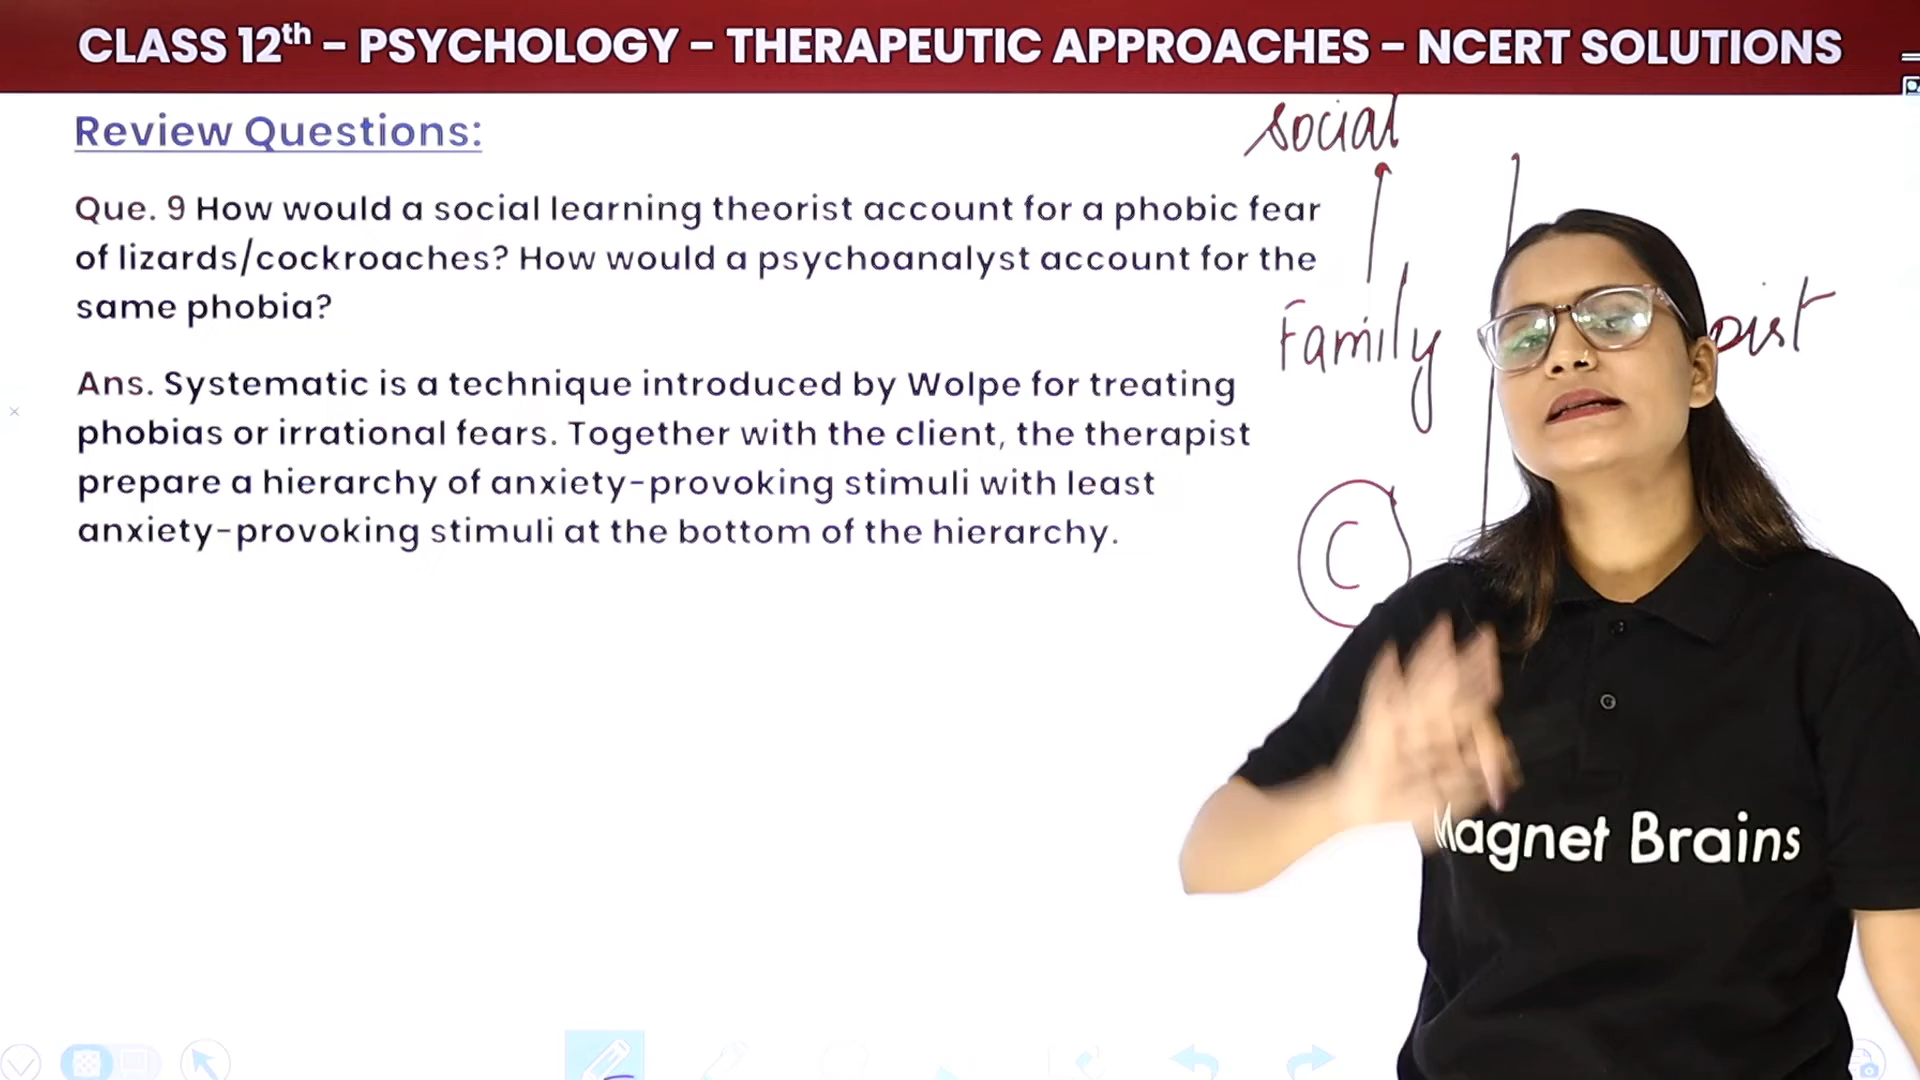 CLASS 12th – PSYCHOLOGY – THERAPEUTIC APPROACHES – NCERT SOLUTIONS
Review Questions:
Que. 9 How would a social learning theorist account for a phobic fear
of lizards/cockroaches? How would a psychoanalyst account for the
same phobia?
Ans. Systematic is a technique introduced by Wolpe for treating
phobias or irrational fears. Together with the client, the therapist
prepare a hierarchy of anxiety-provoking stimuli with least
anxiety-provoking stimuli at the bottom of the hierarchy.
social
Family
C
Magnet Brains